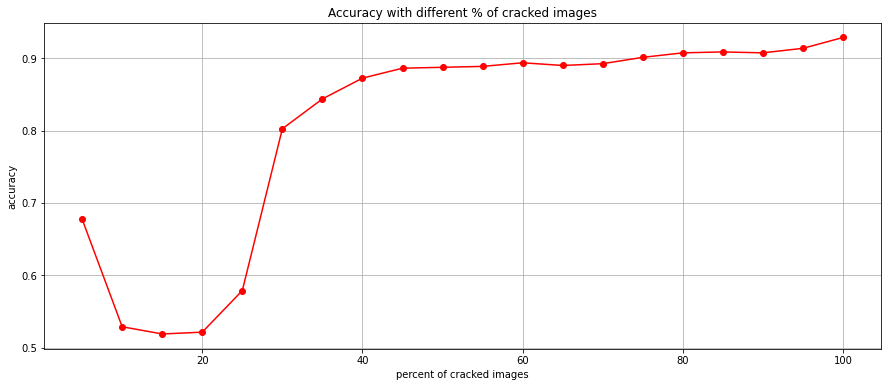 Accuracy with different % of cracked images
accuracy
0.9
0.8
0.7
0.6
0.5
20 40 60 80 100
percent of cracked images